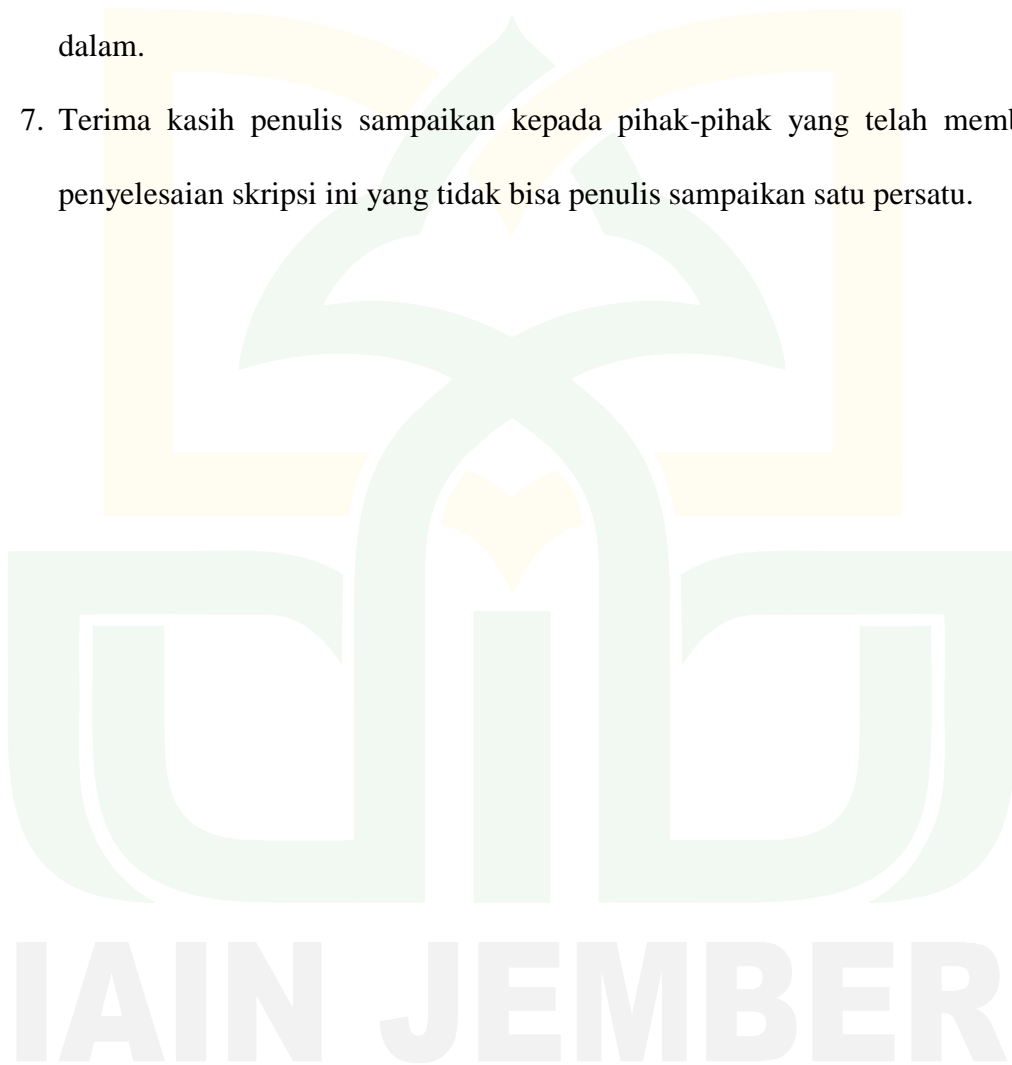 dalam.
7. Terima kasih penulis sampaikan kepada pihak-pihak yang telah
penyelesaian skripsi ini yang tidak bisa penulis sampaikan satu persatu.
IAIN JEMBER